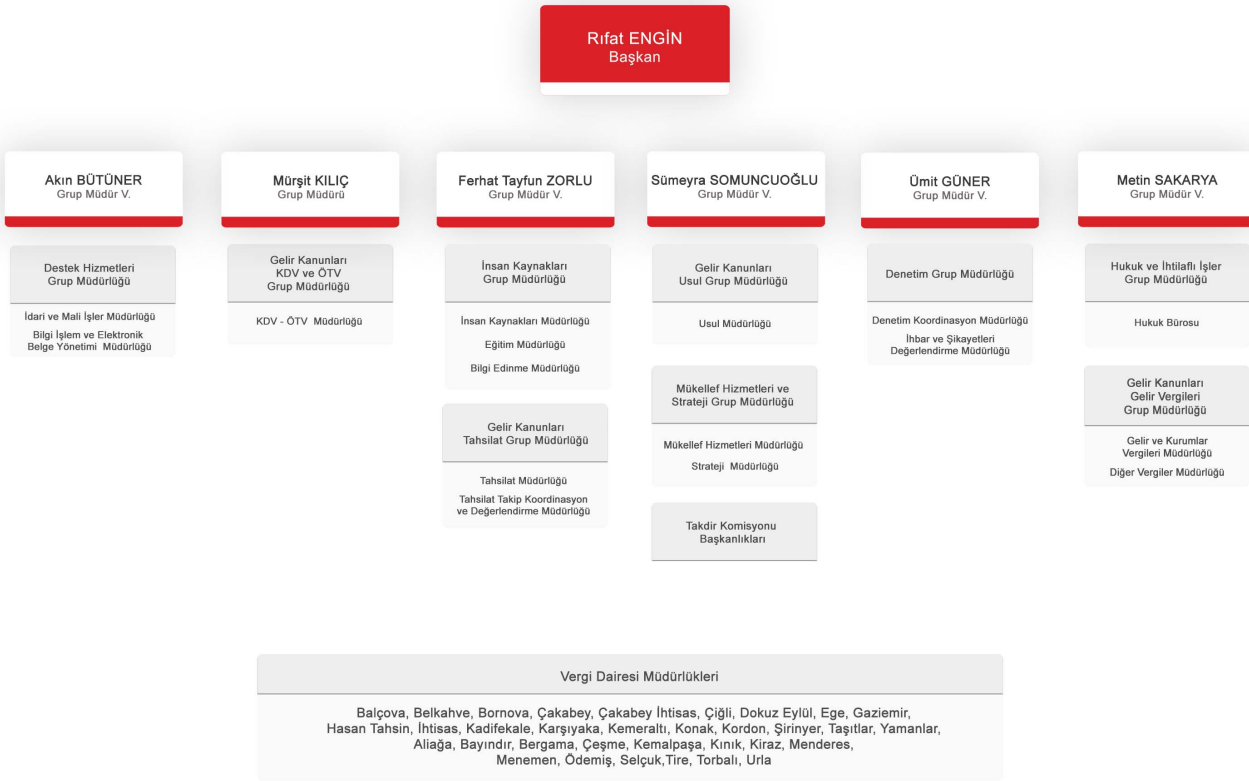 Rıfat ENGİN
Başkan
Akın BÜTÜNER
Grup Müdür V.
Destek Hizmetleri
Grup Müdürlüğü
İdari ve Mali İşler Müdürlüğü
Bilgi İşlem ve Elektronik
Belge Yönetimi Müdürlüğü
Mürşit KILIÇ
Grup Müdürü
Gelir Kanunları
KDV ve ÖTV
Grup Müdürlüğü
KDV - ÖTV Müdürlüğü
Ferhat Tayfun ZORLU
Grup Müdür V.
İnsan Kaynakları
Grup Müdürlüğü
İnsan Kaynakları Müdürlüğü
Eğitim Müdürlüğü
Bilgi Edinme Müdürlüğü
Gelir Kanunları
Tahsilat Grup Müdürlüğü
Tahsilat Müdürlüğü
Tahsilat Takip Koordinasyon
ve Değerlendirme Müdürlüğü
Sümeyra SOMUNCUOĞLU
Grup Müdür V.
Gelir Kanunları
Usul Grup Müdürlüğü
Usul Müdürlüğü
Mükellef Hizmetleri ve
Strateji Grup Müdürlüğü
Mükellef Hizmetleri Müdürlüğü
Strateji Müdürlüğü
Takdir Komisyonu
Başkanlıkları
Ümit GÜNER
Grup Müdür V.
Denetim Grup Müdürlüğü
Denetim Koordinasyon Müdürlüğü
İhbar ve Şikayetleri
Değerlendirme Müdürlüğü
Metin SAKARYA
Grup Müdür V.
Hukuk ve İhtilaflı İşler
Grup Müdürlüğü
Hukuk Bürosu
Gelir Kanunları
Gelir Vergileri
Grup Müdürlüğü
Gelir ve Kurumlar
Vergileri Müdürlüğü
Diğer Vergiler Müdürlüğü
Vergi Dairesi Müdürlükleri
Balçova, Belkahve, Bornova, Çakabey, Çakabey İhtisas, Çiğli, Dokuz Eylül, Ege, Gaziemir,
Hasan Tahsin, İhtisas, Kadifekale, Karşıyaka, Kemeraltı, Konak, Kordon, Şirinyer, Taşıtlar, Yamanlar,
Aliağa, Bayındır, Bergama, Çeşme, Kemalpaşa, Kınık, Kiraz, Menderes,
Menemen, Ödemiş, Selçuk,Tire, Torbalı, Urla